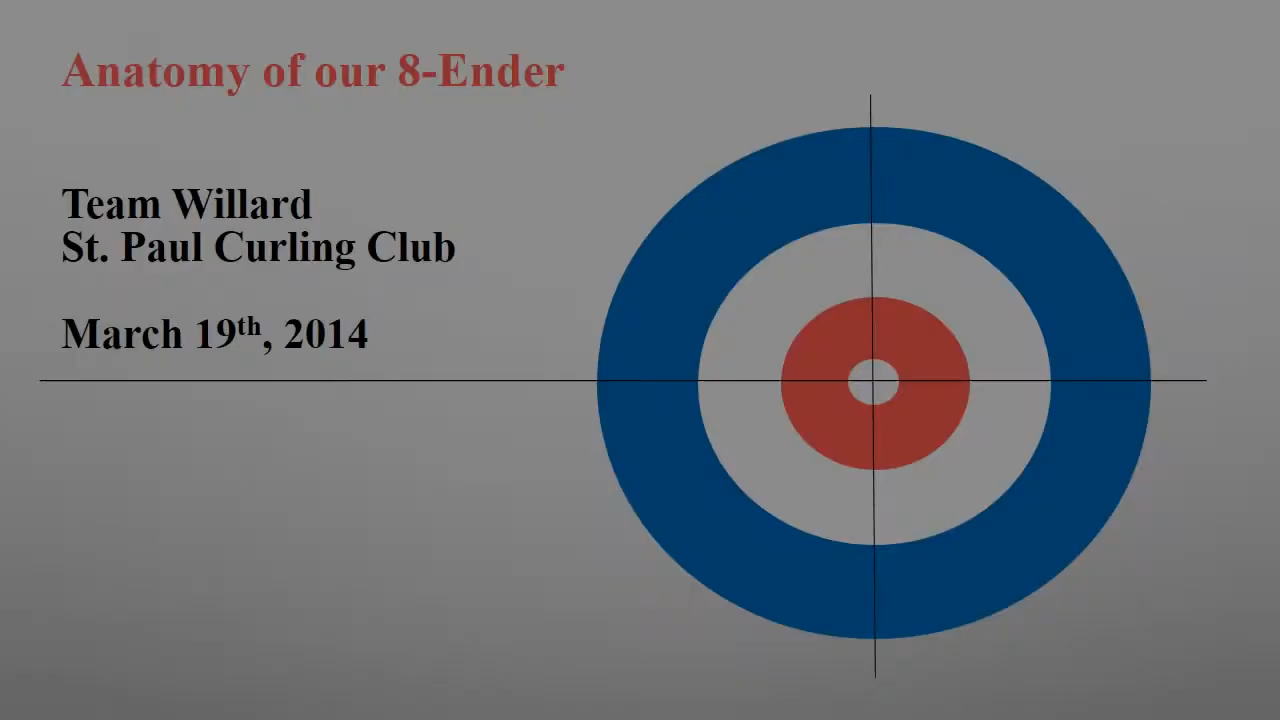 Anatomy of our 8-Ender
Team Willard
St. Paul Curling Club
March 19th, 2014